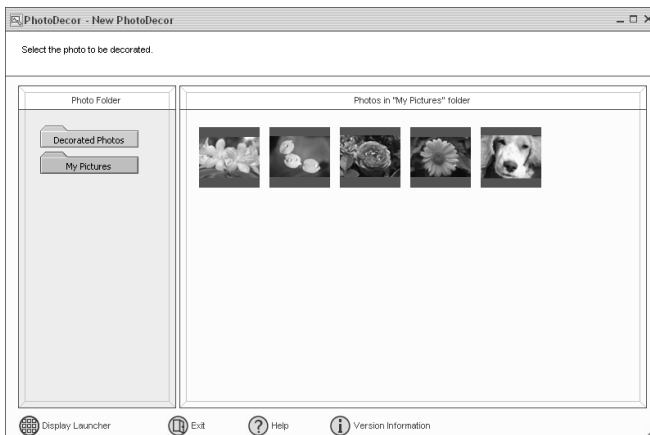 PhotoDecor - New PhotoDecor
Select the photo to be decorated.
Photo Folder
Photos in "My Pictures" folder
Decorated Photos
My Pictures
Display Launcher
Exit
Help
Version Information